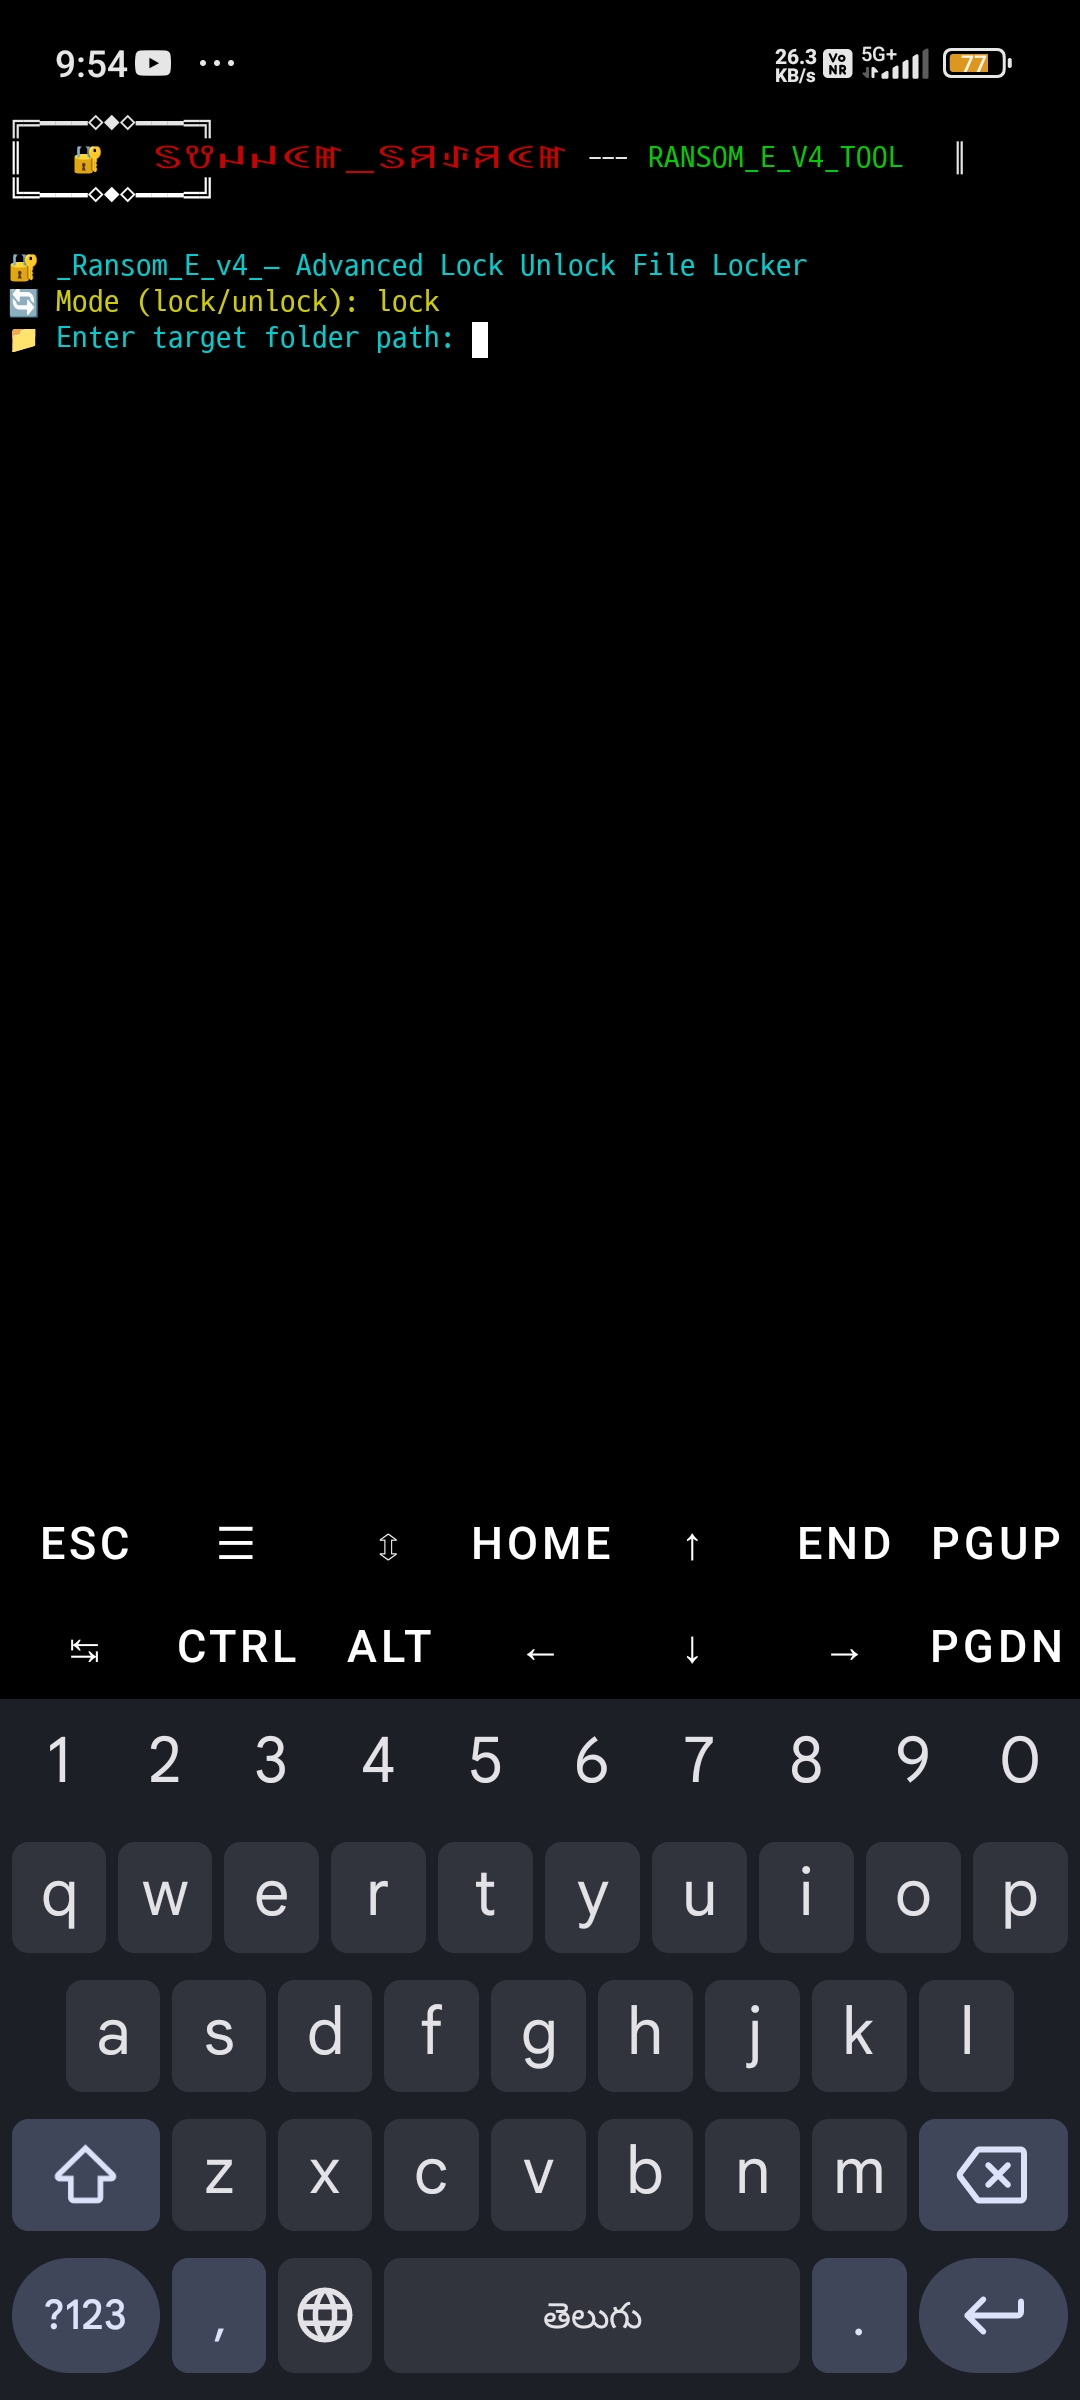 9:54 26.3 KB/s Vo NR 5G+ 77
--- RANSOM_E_V4_TOOL
_Ransom_E_v4_— Advanced Lock Unlock File Locker
Mode (lock/unlock): lock
Enter target folder path:
ESC HOME ↑ END PGUP
CTRL ALT ← ↓ → PGDN
1 2 3 4 5 6 7 8 9 0
q w e r t y u i o p
a s d f g h j k l
z x c v b n m
?123 , తెలుగు .